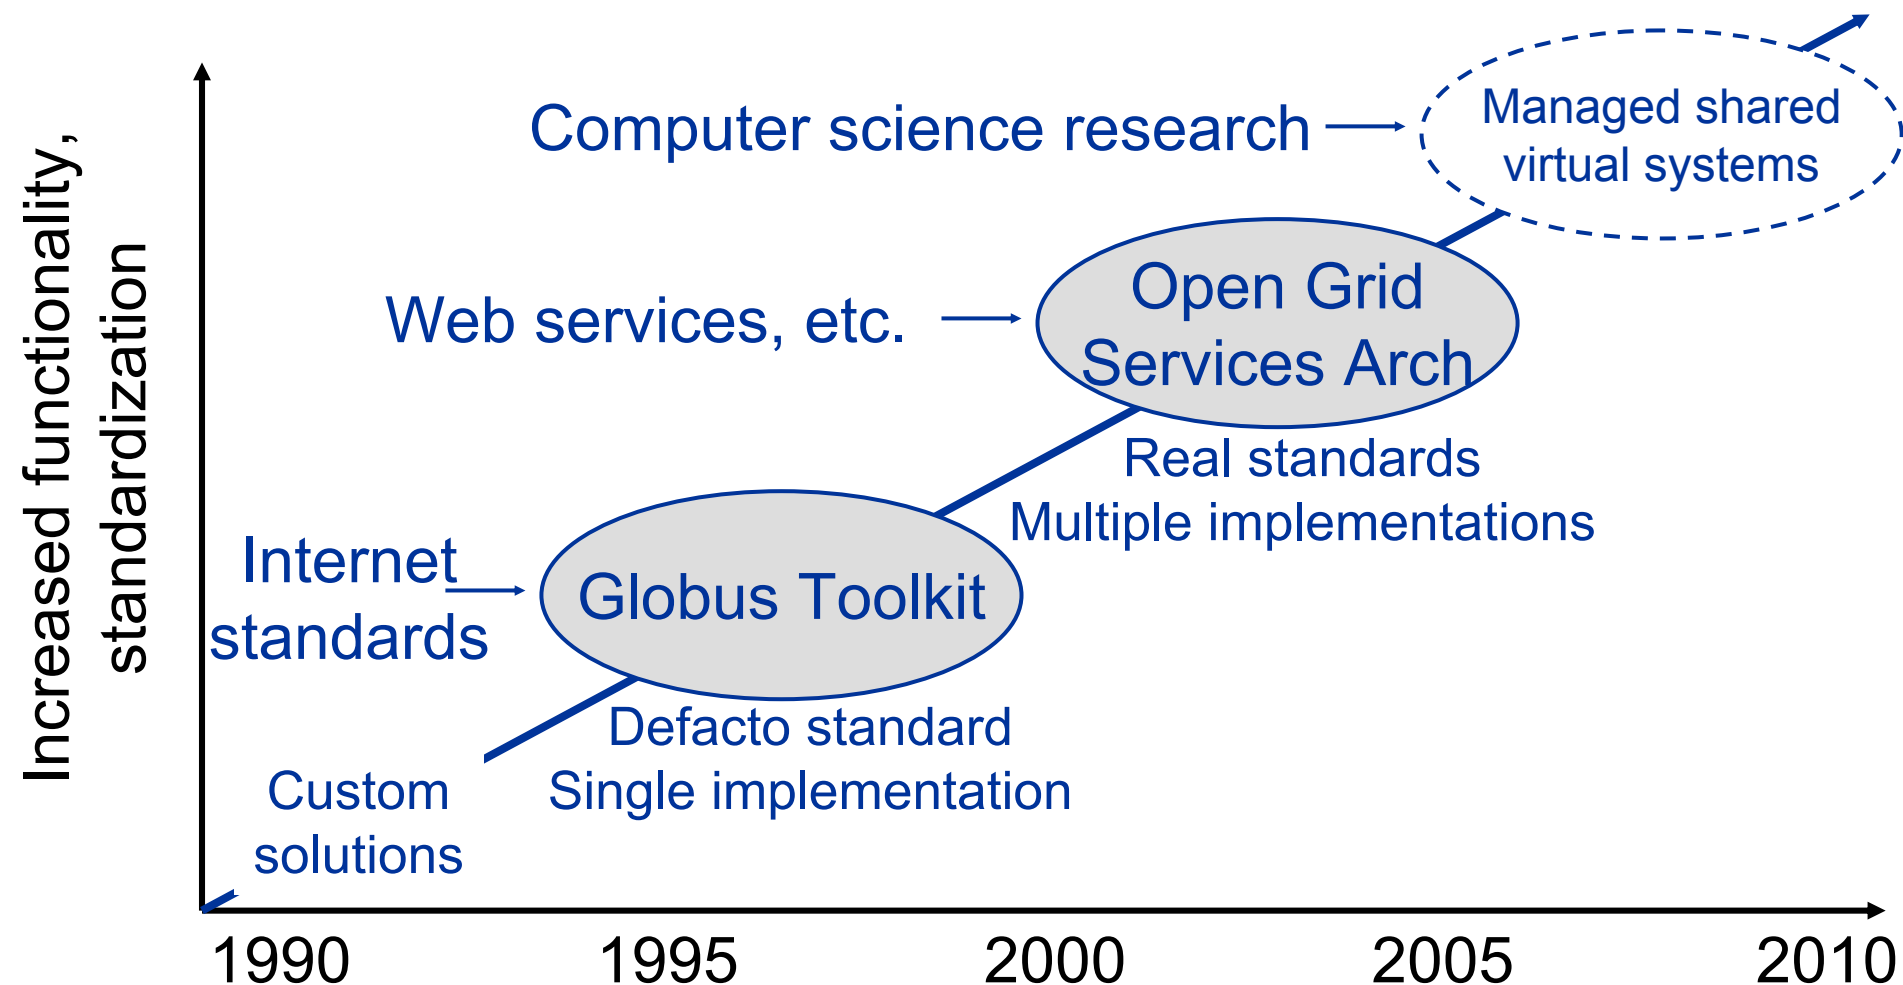 Increased functionality,
standardization
Computer science research
Managed shared
virtual systems
Web services, etc.
Open Grid
Services Arch
Real standards
Multiple implementations
Internet
standards
Globus Toolkit
Defacto standard
Single implementation
Custom
solutions
1990 1995 2000 2005 2010